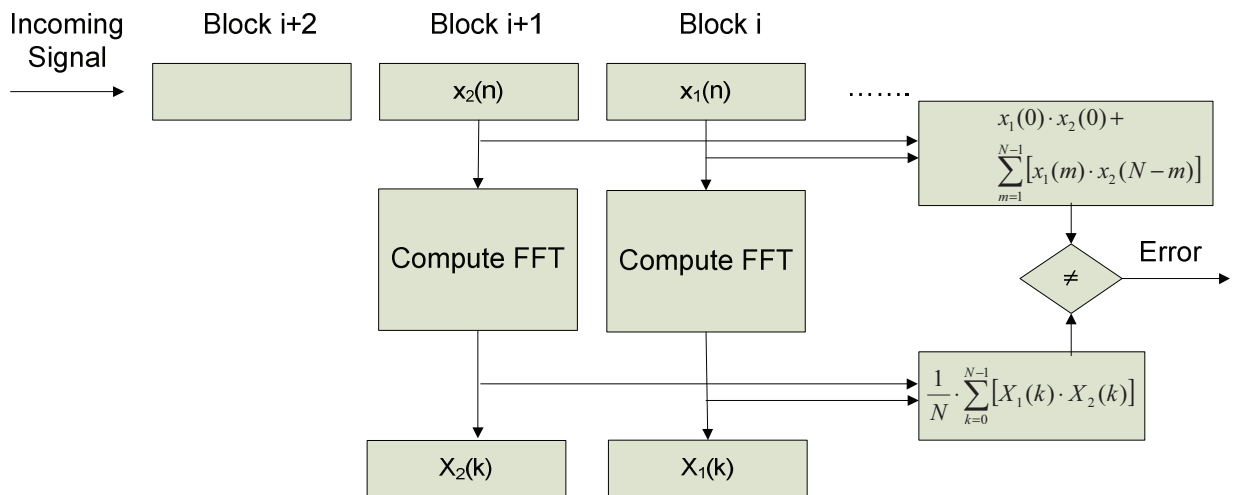 Incoming Signal
Block i+2
Block i+1
Block i
x₂(n)
x₁(n)
.......
x₁(0)·x₂(0)+
∑_{m=1}^{N−1}[x₁(m)·x₂(N−m)]
Compute FFT
Compute FFT
≠
Error
1/N · ∑_{k=0}^{N−1}[X₁(k)·X₂(k)]
X₂(k)
X₁(k)